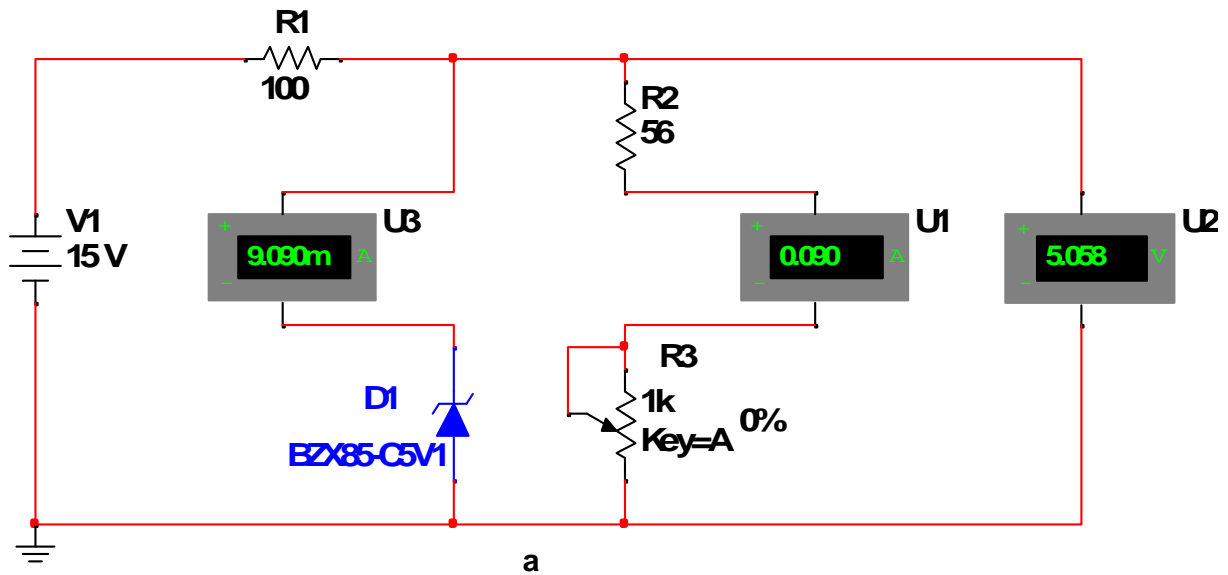 R1
100
R2
56
V1
15 V
+
U3
9.090m
A
−
+
U1
0.090
A
−
+
U2
5.058
V
−
D1
BZX85-C5V1
R3
1k
0%
Key=A
a